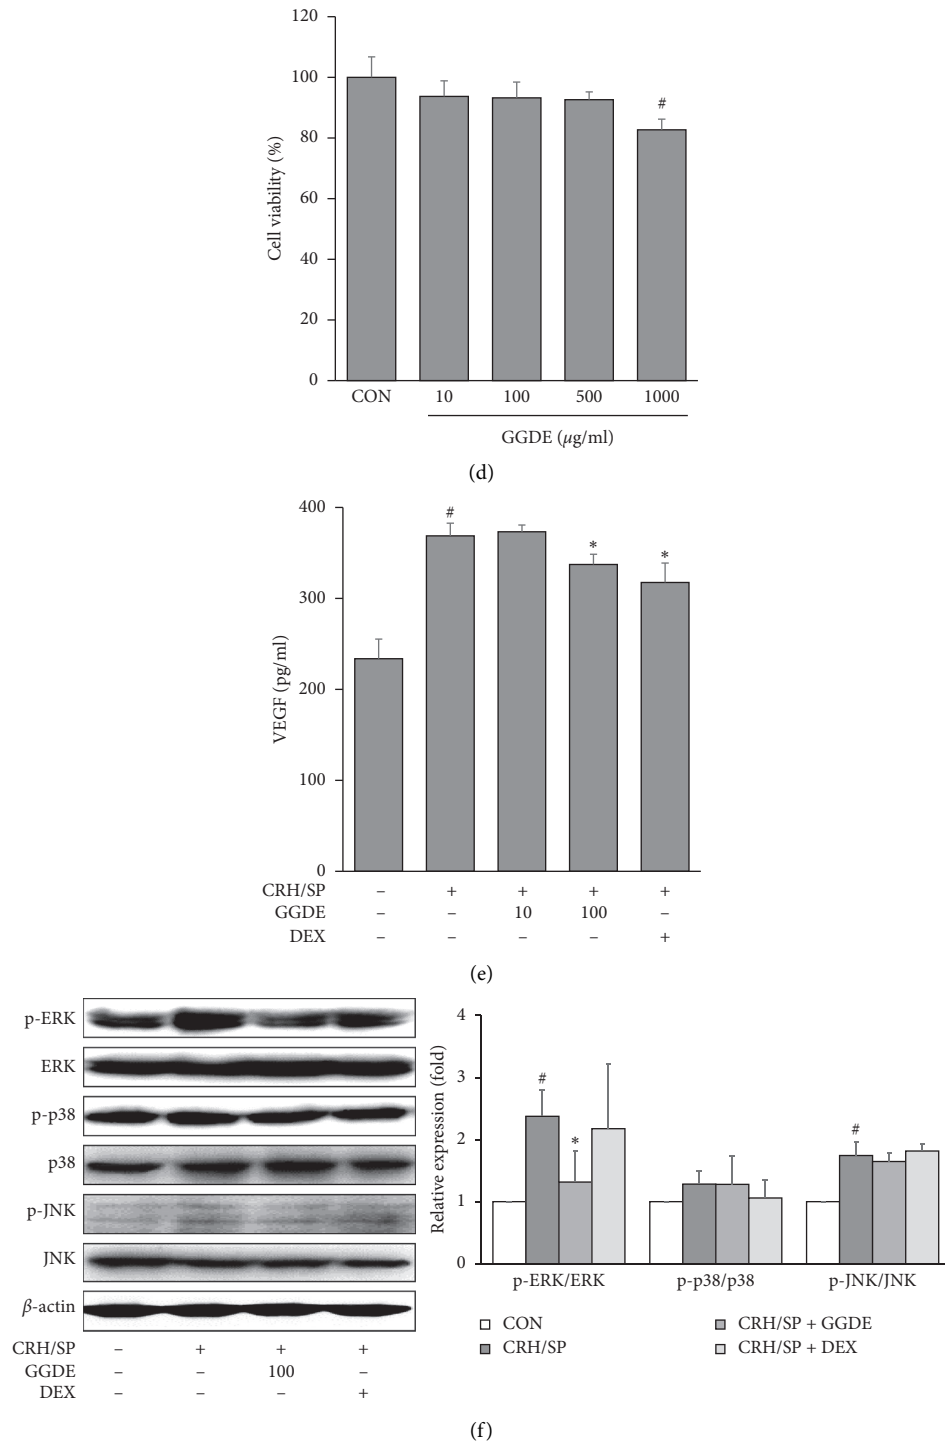 120
100
80
60
40
20
0
Cell viability (%)
#
CON 10 100 500 1000
GGDE (μg/ml)
(d)
400
300
200
100
0
VEGF (pg/ml)
#
*
*
CRH/SP – + + + +
GGDE – – 10 100 –
DEX – – – – +
(e)
p-ERK
ERK
p-p38
p38
p-JNK
JNK
β-actin
CRH/SP – + + +
GGDE – – 100 –
DEX – – – +
4
3
2
1
0
Relative expression (fold)
#
*
#
p-ERK/ERK p-p38/p38 p-JNK/JNK
CON
CRH/SP
CRH/SP + GGDE
CRH/SP + DEX
(f)